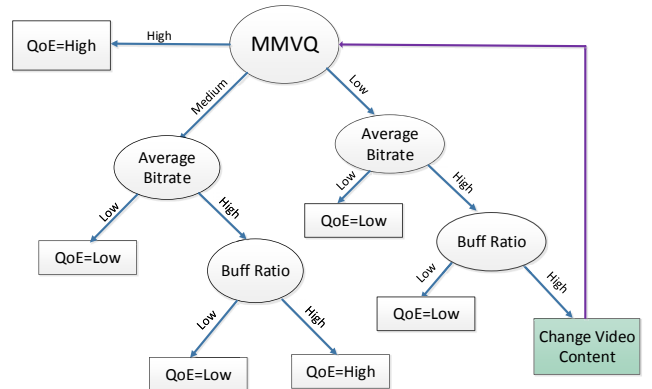 MMVQ
QoE=High
High
Medium
Low
Average
Bitrate
Average
Bitrate
Low
High
Low
High
QoE=Low
QoE=Low
Buff Ratio
Buff Ratio
Low
High
Low
High
QoE=Low
QoE=High
QoE=Low
Change Video
Content